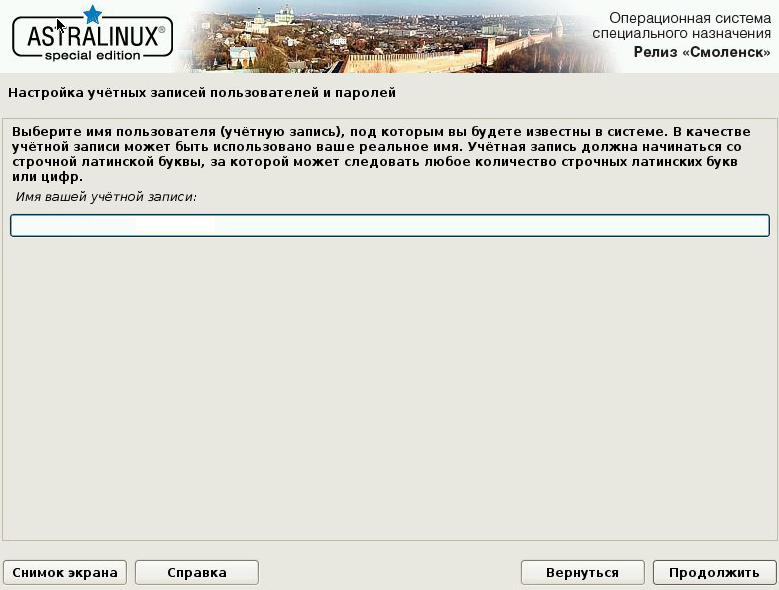 ASTRALINUX®
special edition
Операционная система
специального назначения
Релиз «Смоленск»
Настройка учётных записей пользователей и паролей
Выберите имя пользователя (учётную запись), под которым вы будете известны в системе. В качестве
учётной записи может быть использовано ваше реальное имя. Учётная запись должна начинаться со
строчной латинской буквы, за которой может следовать любое количество строчных латинских букв
или цифр.
Имя вашей учётной записи:
Снимок экрана
Справка
Вернуться
Продолжить